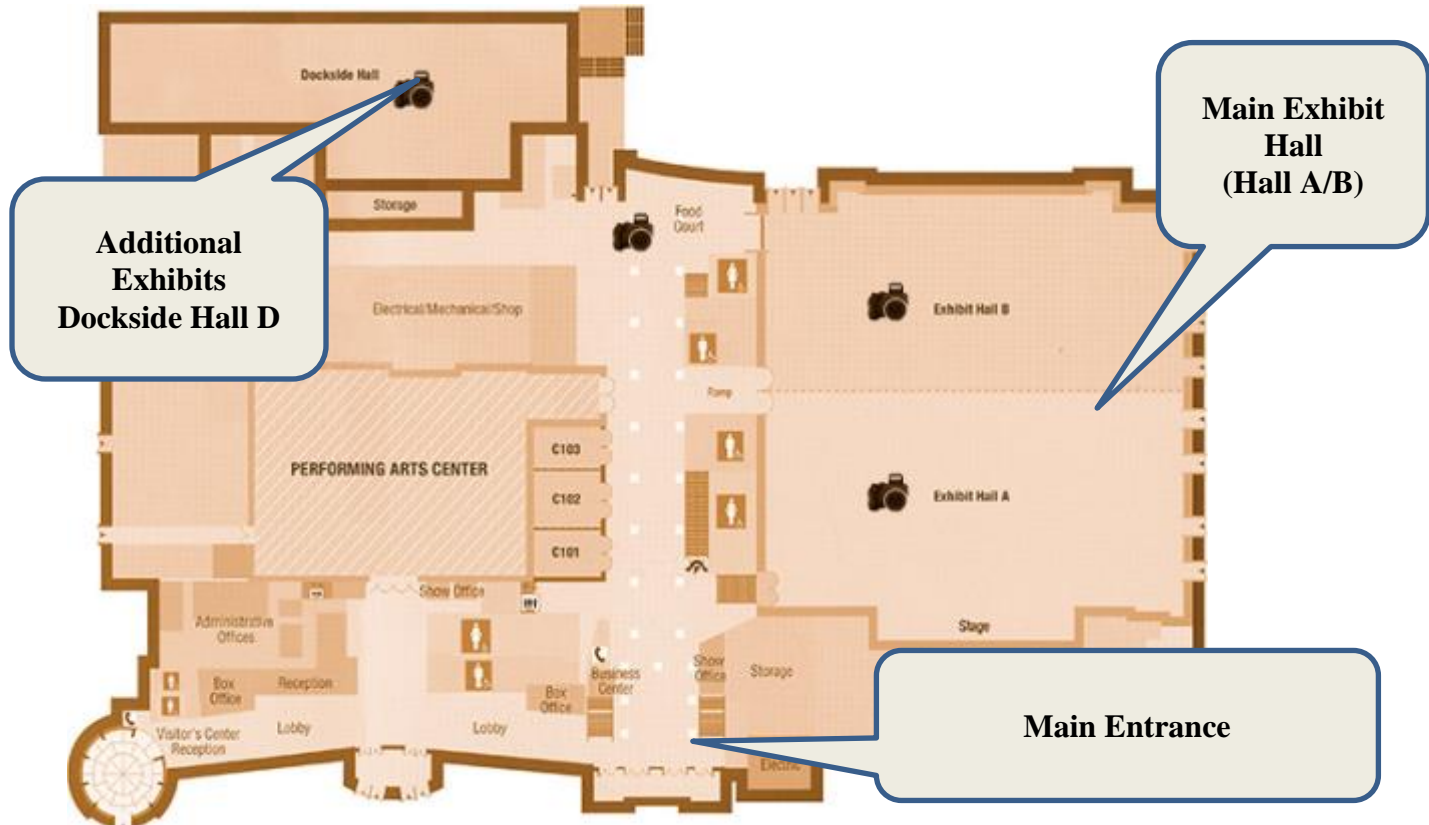 Dockside Hall
Main Exhibit
Hall
(Hall A/B)
Additional
Exhibits
Dockside Hall D
Storage
Food
Court
Electrical/Mechanical/Shop
Exhibit Hall B
Ramp
PERFORMING ARTS CENTER
C103
C102
C101
Exhibit Hall A
Show Office
Administrative
Offices
Stage
Box
Office
Reception
Business
Center
Show
Office
Storage
Box
Office
Visitor's Center
Reception
Lobby
Lobby
Main Entrance
Electric